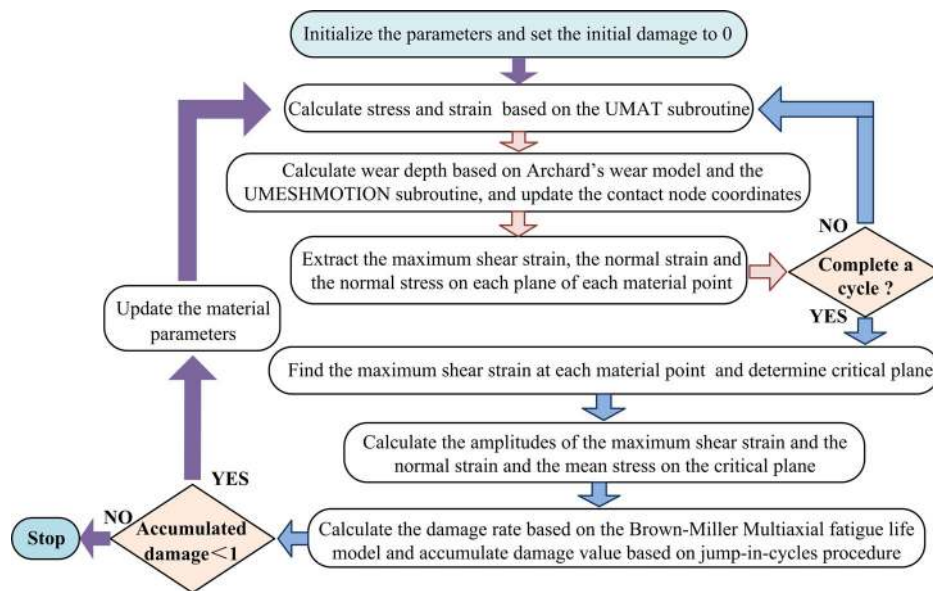 Initialize the parameters and set the initial damage to 0
Calculate stress and strain based on the UMAT subroutine
Calculate wear depth based on Archard's wear model and the
UMESHMOTION subroutine, and update the contact node coordinates
Extract the maximum shear strain, the normal strain and
the normal stress on each plane of each material point
NO
Complete a
cycle ?
YES
Update the material
parameters
Find the maximum shear strain at each material point and determine critical plane
Calculate the amplitudes of the maximum shear strain and the
normal strain and the mean stress on the critical plane
YES
NO
Stop
Accumulated
damage<1
Calculate the damage rate based on the Brown-Miller Multiaxial fatigue life
model and accumulate damage value based on jump-in-cycles procedure